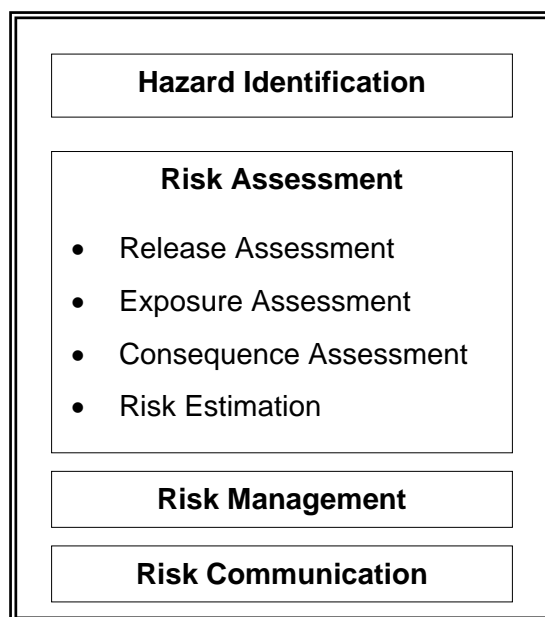 Hazard Identification
Risk Assessment
• Release Assessment
• Exposure Assessment
• Consequence Assessment
• Risk Estimation
Risk Management
Risk Communication